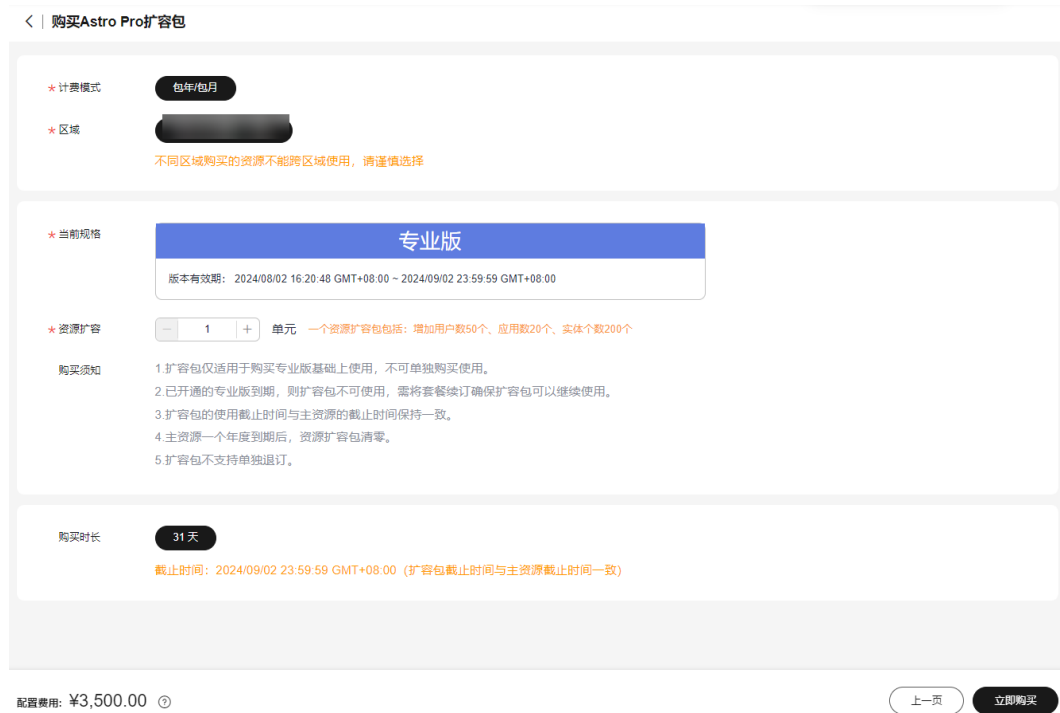 购买Astro Pro扩容包
* 计费模式 包年/包月
* 区域
不同区域购买的资源不能跨区域使用，请谨慎选择
* 当前规格 专业版
版本有效期： 2024/08/02 16:20:48 GMT+08:00 ~ 2024/09/02 23:59:59 GMT+08:00
* 资源扩容 − 1 + 单元 一个资源扩容包包括：增加用户数50个、应用数20个、实体个数200个
购买须知 1.扩容包仅适用于购买专业版基础上使用，不可单独购买使用。
2.已开通的专业版到期，则扩容包不可使用，需将套餐续订确保扩容包可以继续使用。
3.扩容包的使用截止时间与主资源的截止时间保持一致。
4.主资源一个年度到期后，资源扩容包清零。
5.扩容包不支持单独退订。
购买时长 31 天
截止时间：2024/09/02 23:59:59 GMT+08:00（扩容包截止时间与主资源截止时间一致）
配置费用: ¥3,500.00 ? 上一页 立即购买